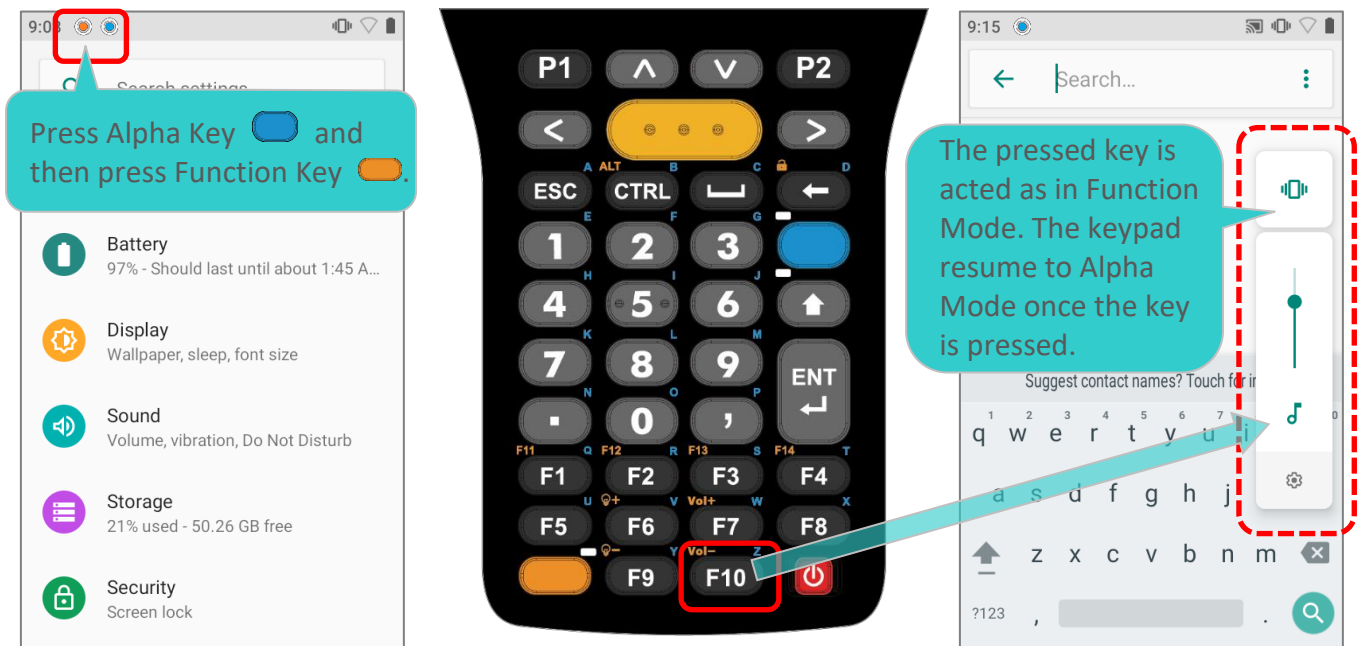 9:08
Search settings
Press Alpha Key and
then press Function Key .
Battery
97% - Should last until about 1:45 A...
Display
Wallpaper, sleep, font size
Sound
Volume, vibration, Do Not Disturb
Storage
21% used - 50.26 GB free
Security
Screen lock
P1 ʌ v P2
< >
A ALT B C D
ESC CTRL
E F G
1 2 3
H I J
4 5 6
K L M
7 8 9 ENT
N O P
. 0 ,
F11 Q F12 R F13 S F14 T
F1 F2 F3 F4
U + V Vol+ W X
F5 F6 F7 F8
− Y Vol− Z
F9 F10
9:15
Search...
The pressed key is
acted as in Function
Mode. The keypad
resume to Alpha
Mode once the key
is pressed.
Suggest contact names? Touch for
1 2 3 4 5 6 7 0
q w e r t y u i
a s d f g h j
z x c v b n m
?123 , .